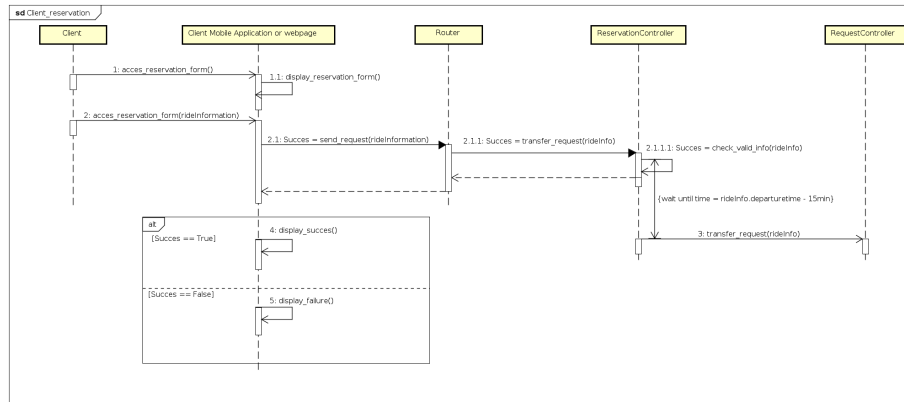 sd Client_reservation
Client
Client Mobile Application or webpage
Router
ReservationController
RequestController
1: acces_reservation_form()
1.1: display_reservation_form()
2: acces_reservation_form(rideInformation)
2.1: Succes = send_request(rideInformation)
2.1.1: Succes = transfer_request(rideInfo)
2.1.1.1: Succes = check_valid_info(rideInfo)
{wait until time = rideInfo.departuretime - 15min}
3: transfer_request(rideInfo)
alt
[Succes == True]
4: display_succes()
[Succes == False]
5: display_failure()